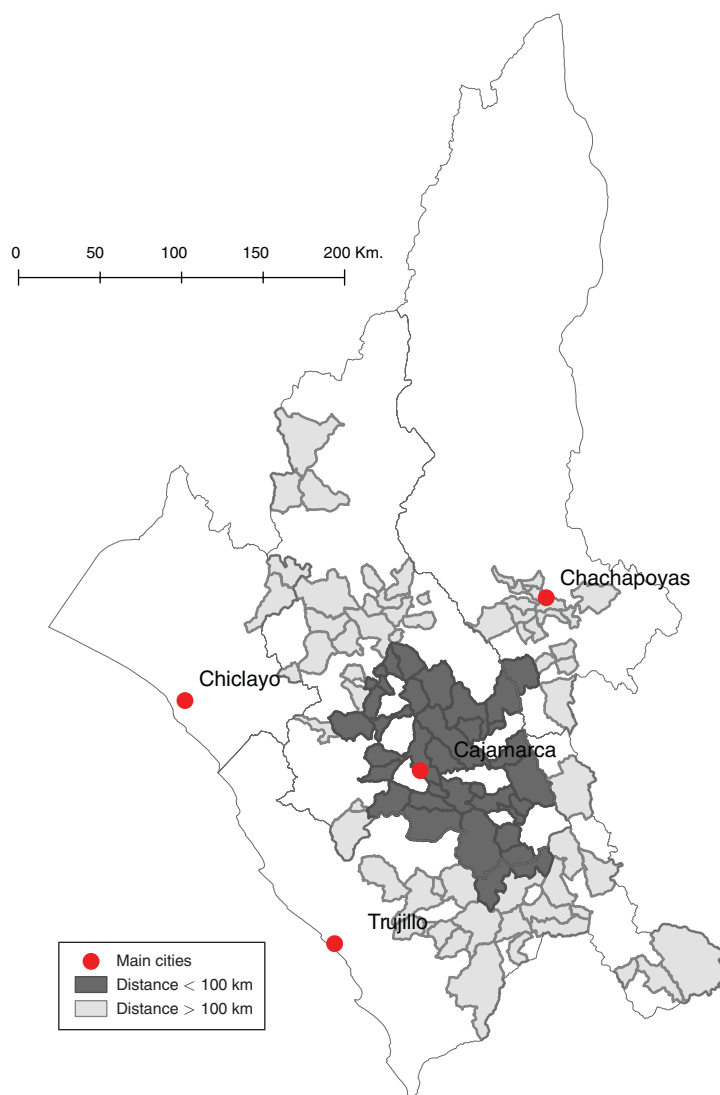 0 50 100 150 200 Km.
Chachapoyas
Chiclayo
Cajamarca
Trujillo
Main cities
Distance < 100 km
Distance > 100 km